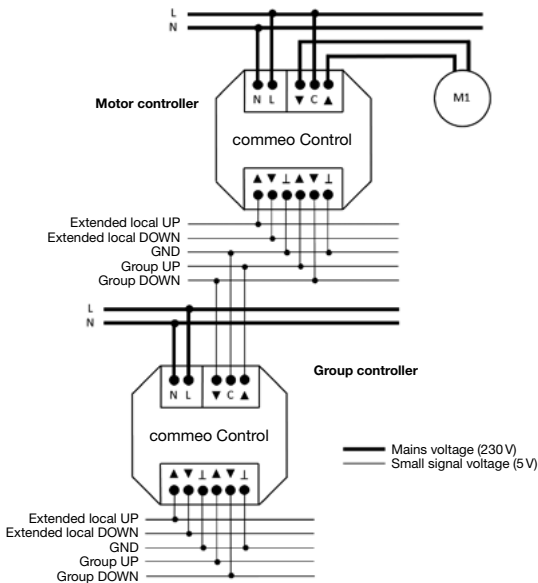 L
N
Motor controller
N L ▼ C ▲
M1
commeo Control
▲ ▼ ⊥ ▲ ▼ ⊥
Extended local UP
Extended local DOWN
GND
Group UP
Group DOWN
L
N
Group controller
N L ▼ C ▲
commeo Control
Mains voltage (230 V)
Small signal voltage (5 V)
▲ ▼ ⊥ ▲ ▼ ⊥
Extended local UP
Extended local DOWN
GND
Group UP
Group DOWN